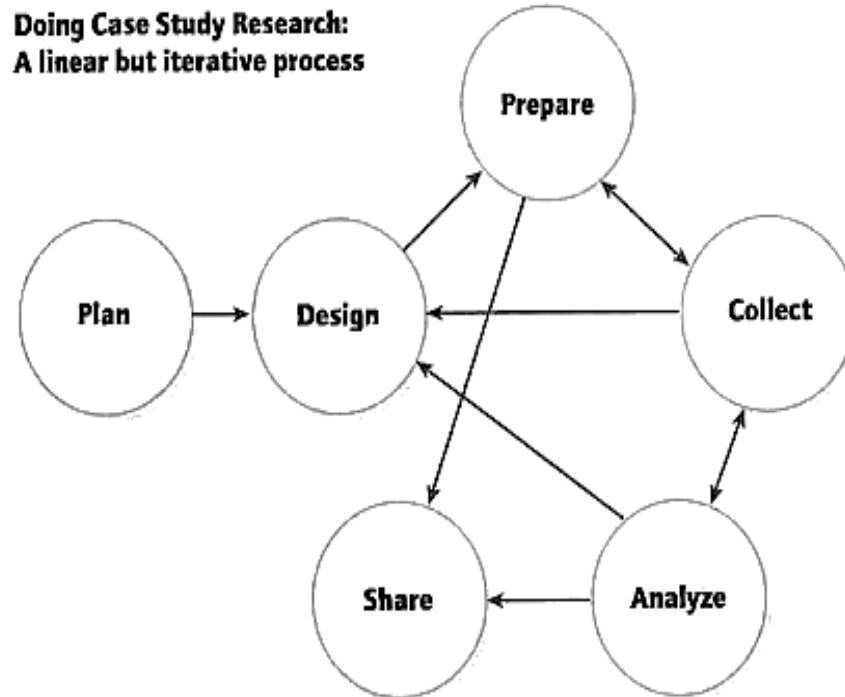 Doing Case Study Research:
A linear but iterative process
Prepare
Plan
Design
Collect
Share
Analyze